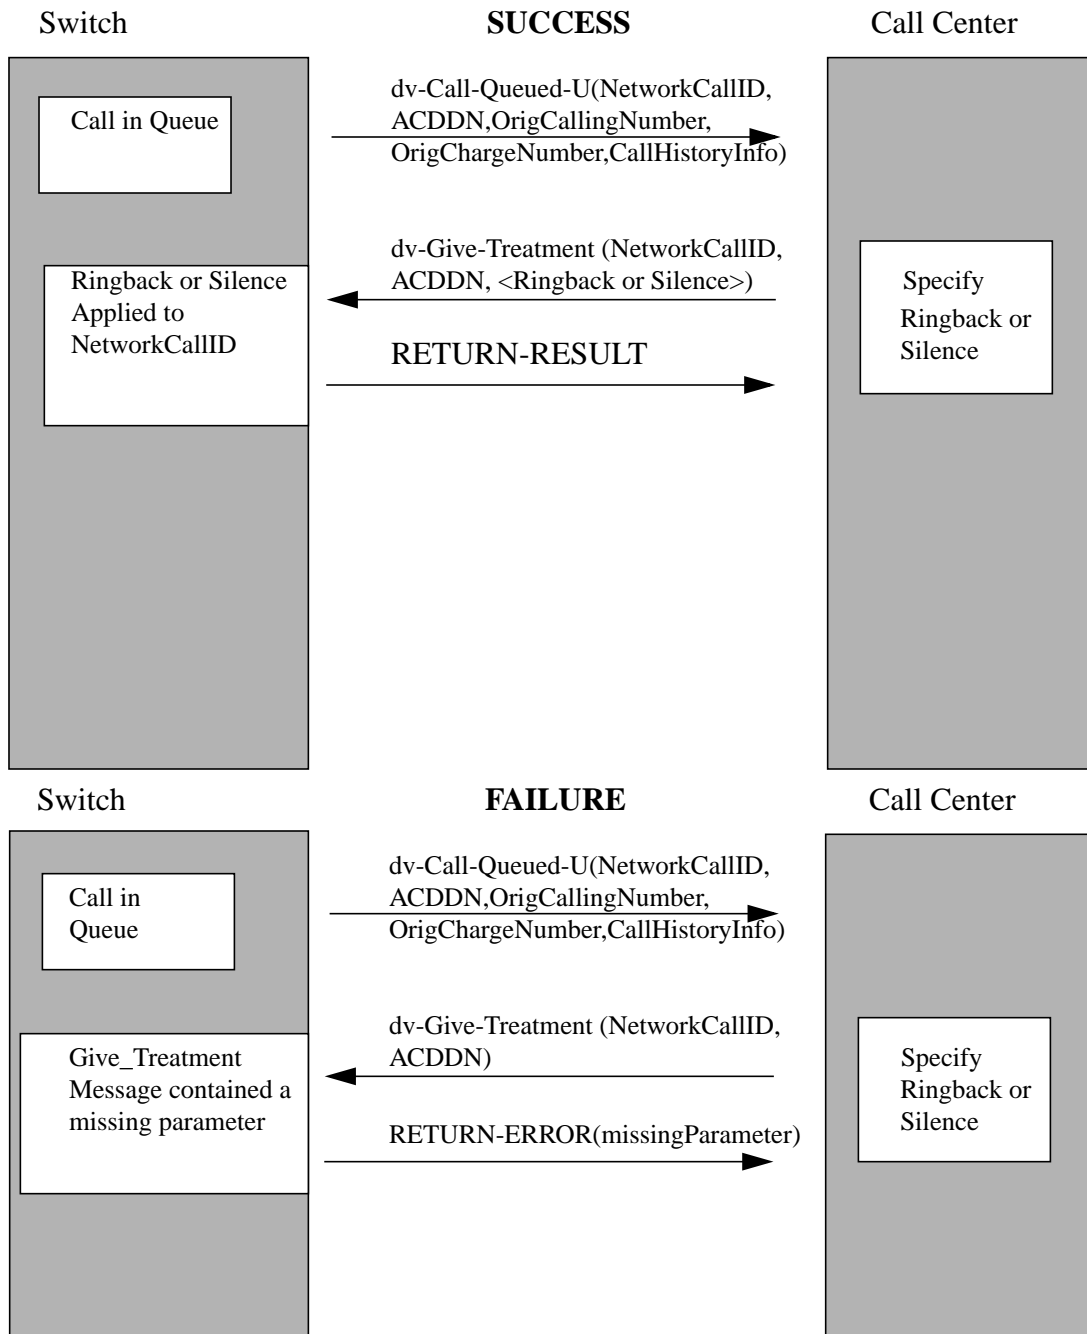 Switch
SUCCESS
Call Center
Call in Queue
dv-Call-Queued-U(NetworkCallID,
ACDDN,OrigCallingNumber,
OrigChargeNumber,CallHistoryInfo)
dv-Give-Treatment (NetworkCallID,
ACDDN, <Ringback or Silence>)
Ringback or Silence
Applied to
NetworkCallID
Specify
Ringback or
Silence
RETURN-RESULT
Switch
FAILURE
Call Center
Call in
Queue
dv-Call-Queued-U(NetworkCallID,
ACDDN,OrigCallingNumber,
OrigChargeNumber,CallHistoryInfo)
dv-Give-Treatment (NetworkCallID,
ACDDN)
Give_Treatment
Message contained a
missing parameter
Specify
Ringback or
Silence
RETURN-ERROR(missingParameter)